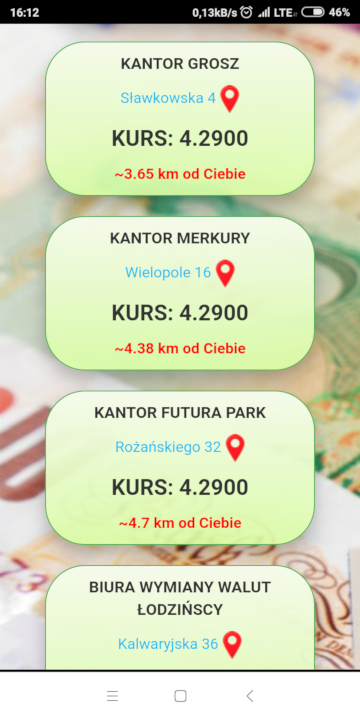 16:12 0,13kB/s LTE 46%
KANTOR GROSZ
Sławkowska 4
KURS: 4.2900
~3.65 km od Ciebie
KANTOR MERKURY
Wielopole 16
KURS: 4.2900
~4.38 km od Ciebie
KANTOR FUTURA PARK
Rożańskiego 32
KURS: 4.2900
~4.7 km od Ciebie
BIURA WYMIANY WALUT
ŁODZIŃSCY
Kalwaryjska 36